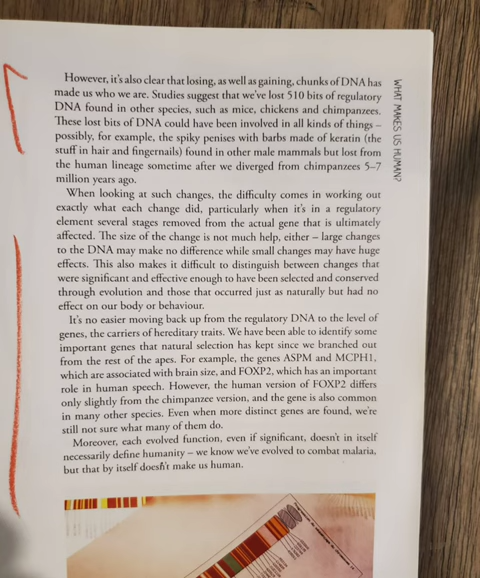 However, it's also clear that losing, as well as gaining, chunks of DNA has
made us who we are. Studies suggest that we've lost 510 bits of regulatory
DNA found in other species, such as mice, chickens and chimpanzees.
These lost bits of DNA could have been involved in all kinds of things –
possibly, for example, the spiky penises with barbs made of keratin (the
stuff in hair and fingernails) found in other male mammals but lost from
the human lineage sometime after we diverged from chimpanzees 5–7
million years ago.
When looking at such changes, the difficulty comes in working out
exactly what each change did, particularly when it's in a regulatory
element several stages removed from the actual gene that is ultimately
affected. The size of the change is not much help, either – large changes
to the DNA may make no difference while small changes may have huge
effects. This also makes it difficult to distinguish between changes that
were significant and effective enough to have been selected and conserved
through evolution and those that occurred just as naturally but had no
effect on our body or behaviour.
It's no easier moving back up from the regulatory DNA to the level of
genes, the carriers of hereditary traits. We have been able to identify some
important genes that natural selection has kept since we branched out
from the rest of the apes. For example, the genes ASPM and MCPH1,
which are associated with brain size, and FOXP2, which has an important
role in human speech. However, the human version of FOXP2 differs
only slightly from the chimpanzee version, and the gene is also common
in many other species. Even when more distinct genes are found, we're
still not sure what many of them do.
Moreover, each evolved function, even if significant, doesn't in itself
necessarily define humanity – we know we've evolved to combat malaria,
but that by itself doesn't make us human.
WHAT MAKES US HUMAN?